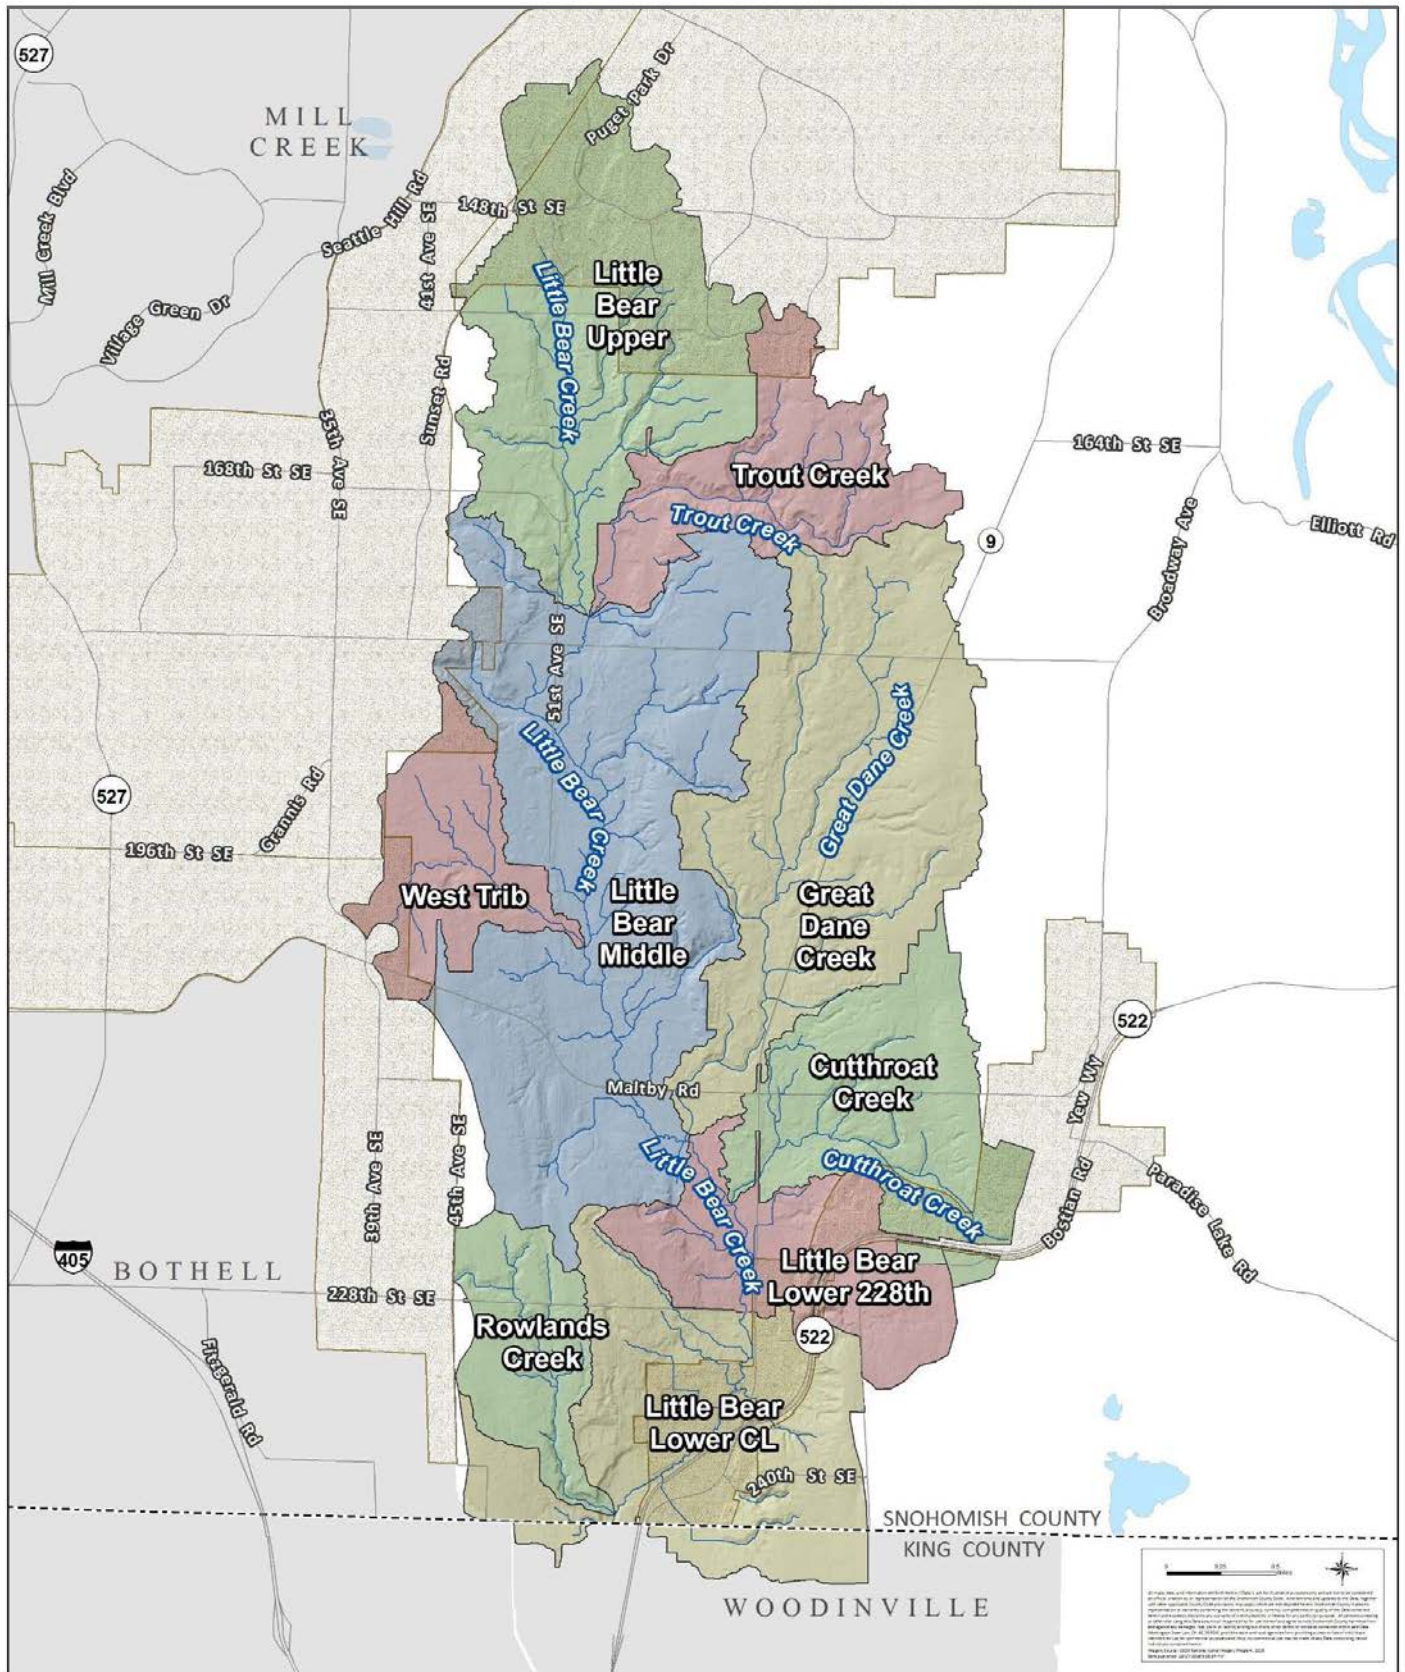 527
MILL
CREEK
Puget Park Dr
Mill Creek Blvd
Seattle Hill Rd
41st Ave SE
148th St SE
Little
Bear
Upper
Little Bear Creek
Village Green Dr
Sunset Rd
35th Ave SE
168th St SE
164th St SE
Trout Creek
Trout Creek
9
Elliott Rd
Broadway Ave
51st Ave SE
Little Bear Creek
Great Dane Creek
527
Grannis Rd
196th St SE
West Trib
Little
Bear
Middle
Great
Dane
Creek
522
Cutthroat
Creek
Maltby Rd
Yew Wy
39th Ave SE
45th Ave SE
Little Bear Creek
Cutthroat Creek
Bostian Rd
Paradise Lake Rd
405
BOTHELL
228th St SE
Little Bear
Lower 228th
Rowlands
Creek
522
Fitzgerald Rd
Little Bear
Lower CL
240th St SE
SNOHOMISH COUNTY
KING COUNTY
WOODINVILLE
0 0.25 0.5
Miles